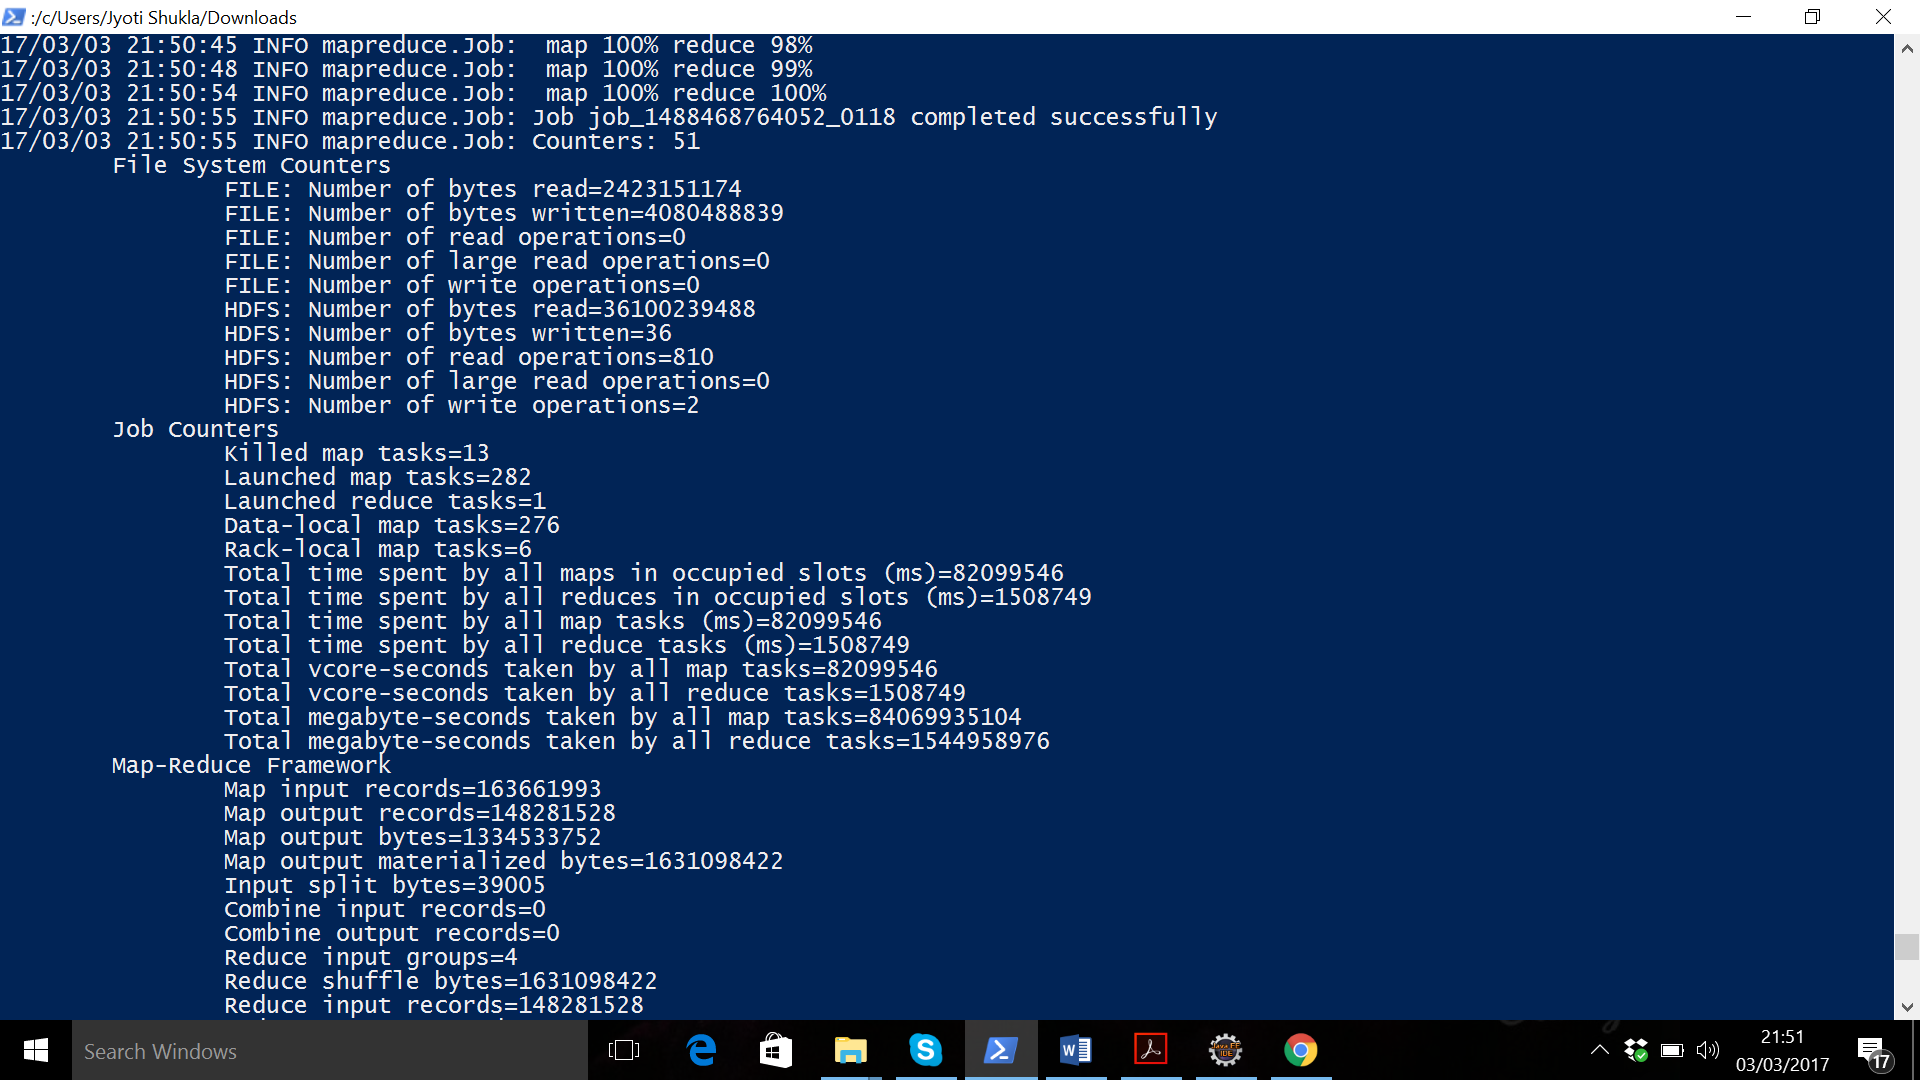 :/c/Users/Jyoti Shukla/Downloads
17/03/03 21:50:45 INFO mapreduce.Job:  map 100% reduce 98%
17/03/03 21:50:48 INFO mapreduce.Job:  map 100% reduce 99%
17/03/03 21:50:54 INFO mapreduce.Job:  map 100% reduce 100%
17/03/03 21:50:55 INFO mapreduce.Job: Job job_1488468764052_0118 completed successfully
17/03/03 21:50:55 INFO mapreduce.Job: Counters: 51
File System Counters
FILE: Number of bytes read=2423151174
FILE: Number of bytes written=4080488839
FILE: Number of read operations=0
FILE: Number of large read operations=0
FILE: Number of write operations=0
HDFS: Number of bytes read=36100239488
HDFS: Number of bytes written=36
HDFS: Number of read operations=810
HDFS: Number of large read operations=0
HDFS: Number of write operations=2
Job Counters
Killed map tasks=13
Launched map tasks=282
Launched reduce tasks=1
Data-local map tasks=276
Rack-local map tasks=6
Total time spent by all maps in occupied slots (ms)=82099546
Total time spent by all reduces in occupied slots (ms)=1508749
Total time spent by all map tasks (ms)=82099546
Total time spent by all reduce tasks (ms)=1508749
Total vcore-seconds taken by all map tasks=82099546
Total vcore-seconds taken by all reduce tasks=1508749
Total megabyte-seconds taken by all map tasks=84069935104
Total megabyte-seconds taken by all reduce tasks=1544958976
Map-Reduce Framework
Map input records=163661993
Map output records=148281528
Map output bytes=1334533752
Map output materialized bytes=1631098422
Input split bytes=39005
Combine input records=0
Combine output records=0
Reduce input groups=4
Reduce shuffle bytes=1631098422
Reduce input records=148281528
Search Windows
Java EE
IDE
21:51
03/03/2017
17